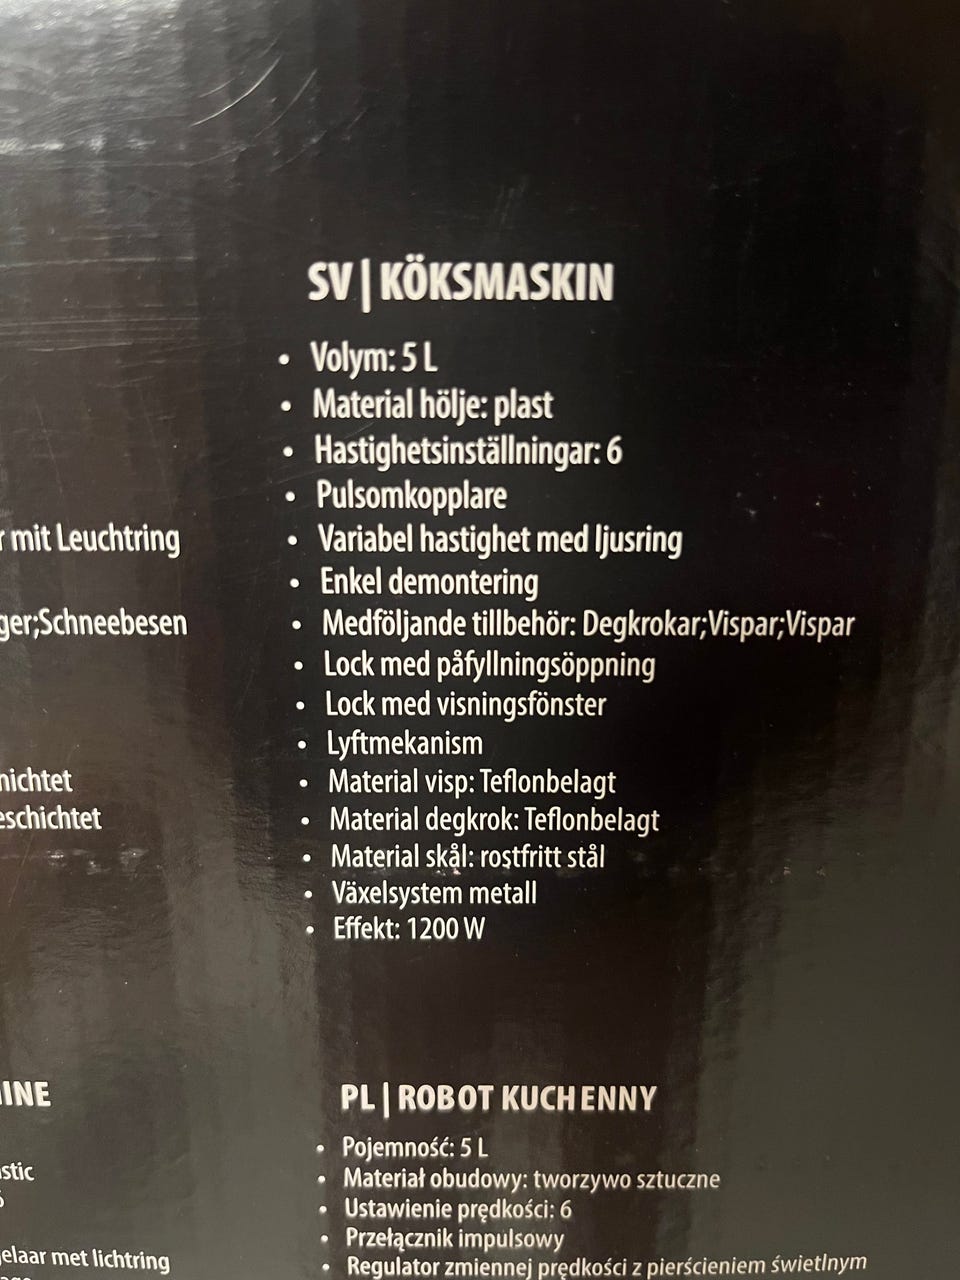 SV | KÖKSMASKIN
• Volym: 5 L
• Material hölje: plast
• Hastighetsinställningar: 6
• Pulsomkopplare
• Variabel hastighet med ljusring
• Enkel demontering
• Medföljande tillbehör: Degkrokar;Vispar;Vispar
• Lock med påfyllningsöppning
• Lock med visningsfönster
• Lyftmekanism
• Material visp: Teflonbelagt
• Material degkrok: Teflonbelagt
• Material skål: rostfritt stål
• Växelsystem metall
• Effekt: 1200 W
r mit Leuchtring
ger;Schneebesen
nichtet
eschichtet
INE
stic
elaar met lichtring
PL | ROBOT KUCHENNY
• Pojemność: 5 L
• Materiał obudowy: tworzywo sztuczne
• Ustawienie prędkości: 6
• Przełącznik impulsowy
• Regulator zmiennej prędkości z pierścieniem świetlnym